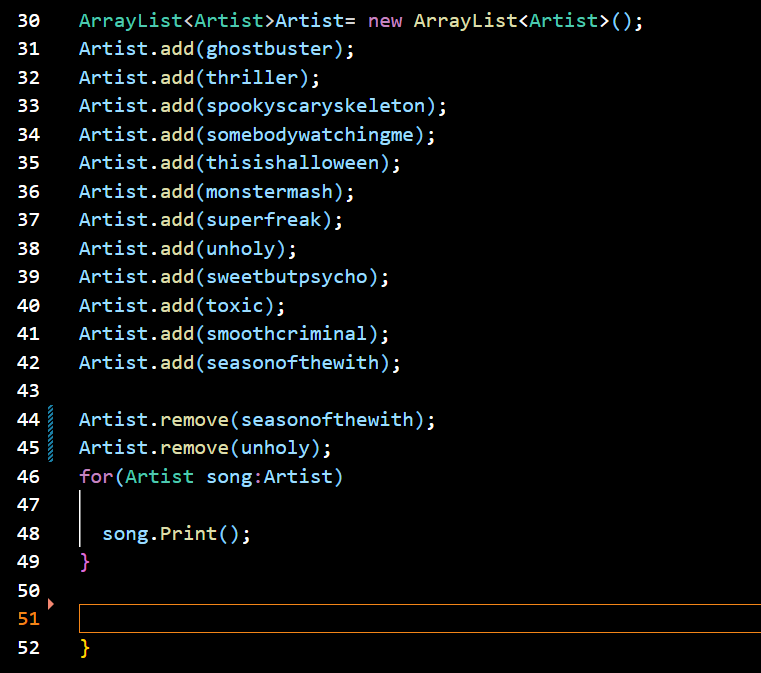 30 ArrayList<Artist>Artist= new ArrayList<Artist>();
31 Artist.add(ghostbuster);
32 Artist.add(thriller);
33 Artist.add(spookyscaryskeleton);
34 Artist.add(somebodywatchingme);
35 Artist.add(thisishalloween);
36 Artist.add(monstermash);
37 Artist.add(superfreak);
38 Artist.add(unholy);
39 Artist.add(sweetbutpsycho);
40 Artist.add(toxic);
41 Artist.add(smoothcriminal);
42 Artist.add(seasonofthewith);
43
44 Artist.remove(seasonofthewith);
45 Artist.remove(unholy);
46 for(Artist song:Artist)
47
48 song.Print();
49 }
50
51
52 }